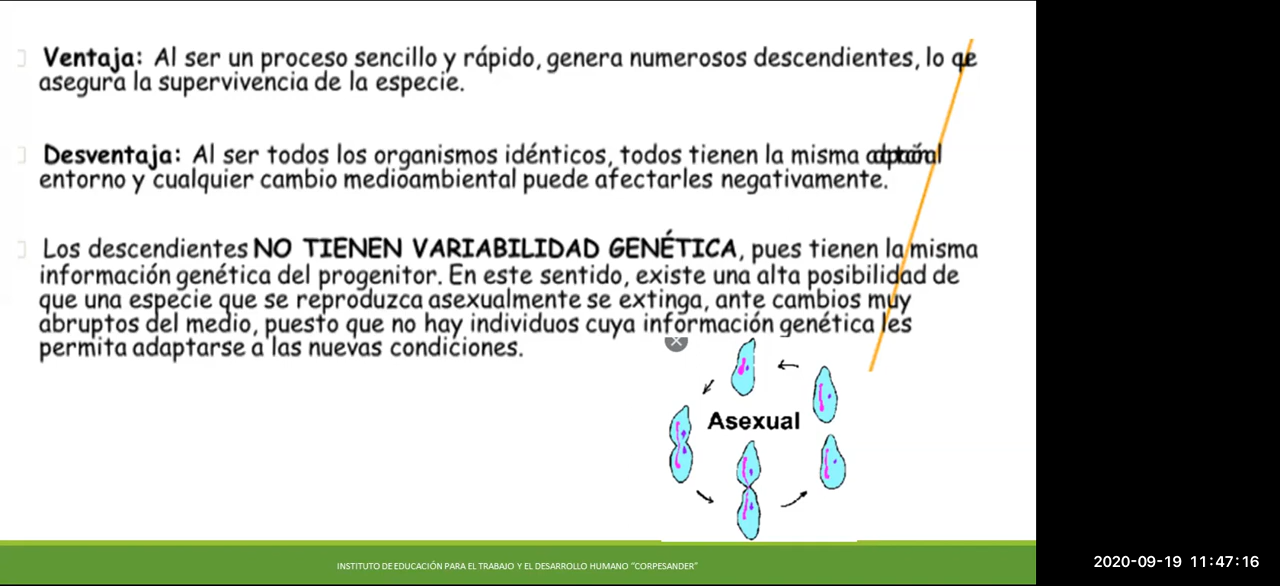 Ventaja: Al ser un proceso sencillo y rápido, genera numerosos descendientes, lo qe
asegura la supervivencia de la especie.
Desventaja: Al ser todos los organismos idénticos, todos tienen la misma
entorno y cualquier cambio medioambiental puede afectarles negativamente.
Los descendientes NO TIENEN VARIABILIDAD GENÉTICA, pues tienen la misma
información genética del progenitor. En este sentido, existe una alta posibilidad de
que una especie que se reproduzca asexualmente se extinga, ante cambios muy
abruptos del medio, puesto que no hay individuos cuya información genética les
permita adaptarse a las nuevas condiciones.
Asexual
INSTITUTO DE EDUCACIÓN PARA EL TRABAJO Y EL DESARROLLO HUMANO "CORPESANDER"
2020-09-19 11:47:16